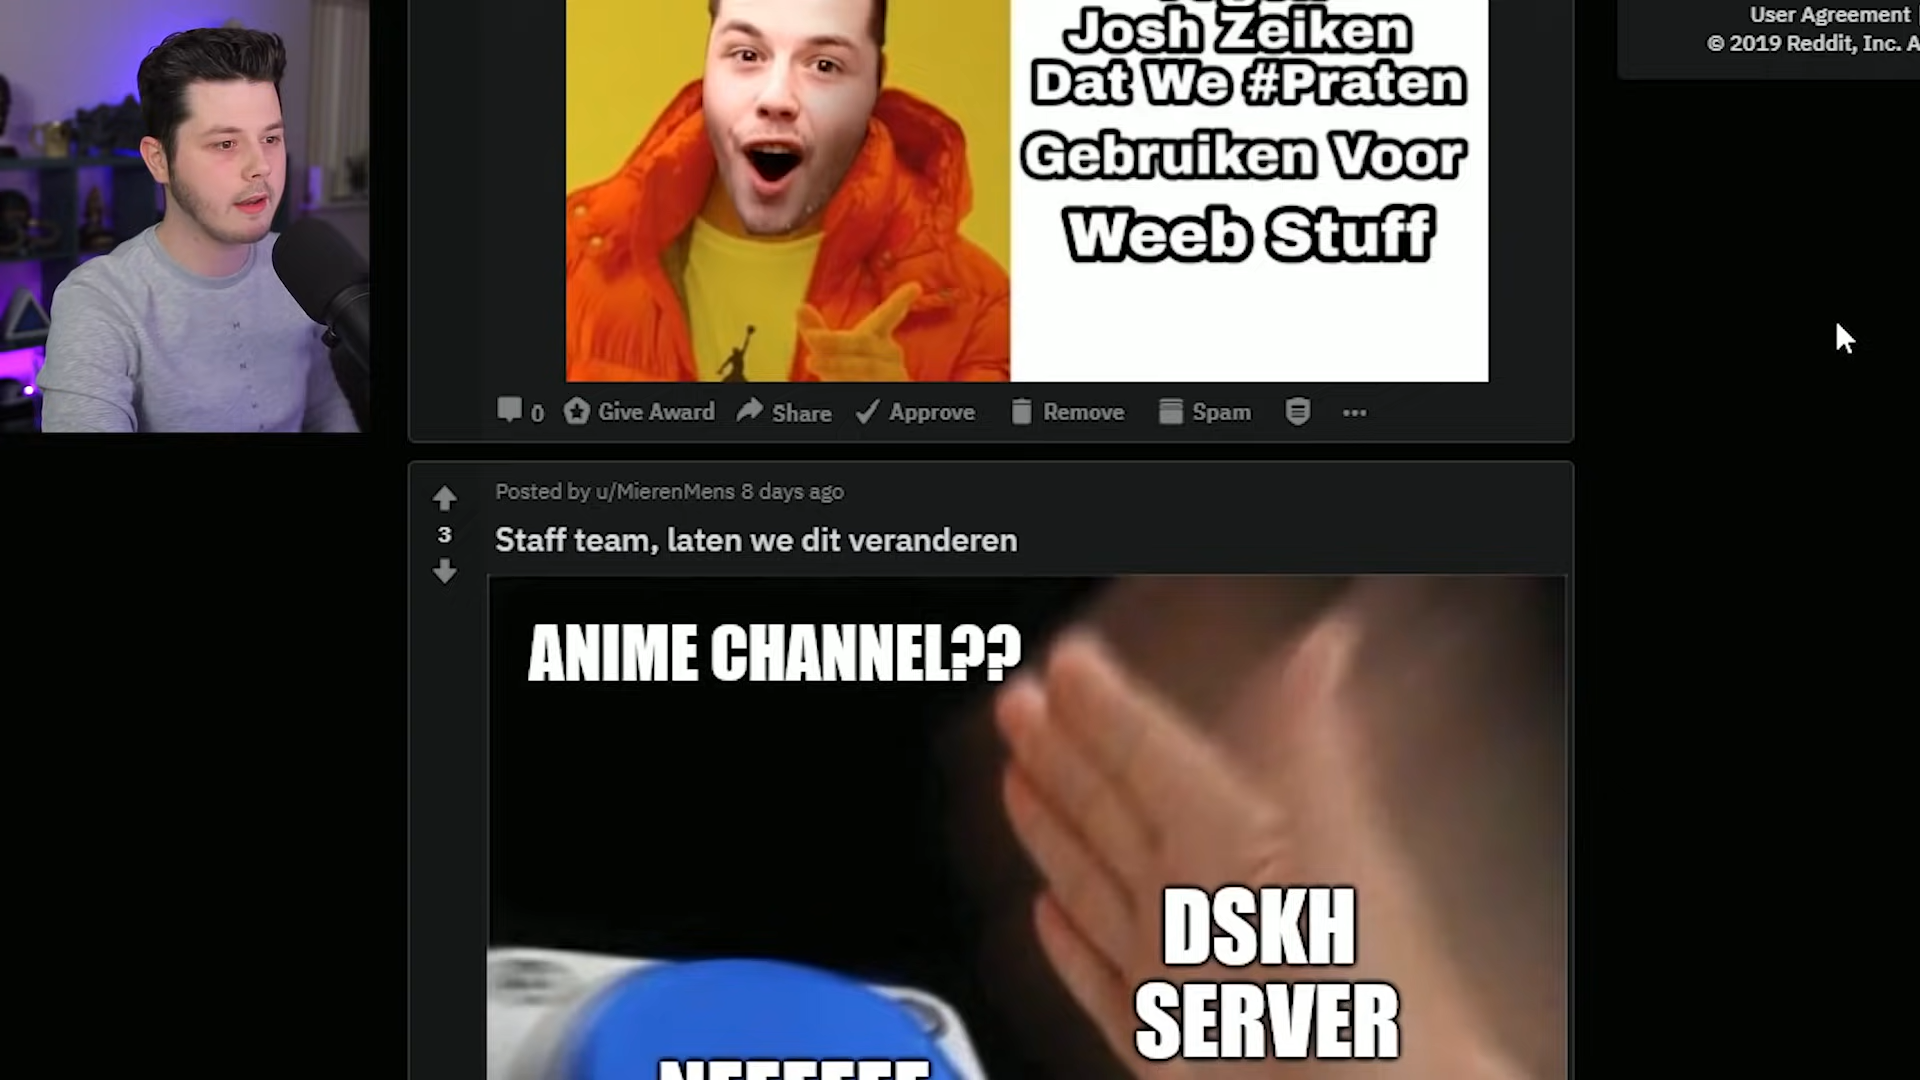 User Agreement
© 2019 Reddit, Inc. A
Josh Zeiken
Dat We #Praten
Gebruiken Voor
Weeb Stuff
0 Give Award Share Approve Remove Spam
Posted by u/MierenMens 8 days ago
3
Staff team, laten we dit veranderen
ANIME CHANNEL??
DSKH
SERVER